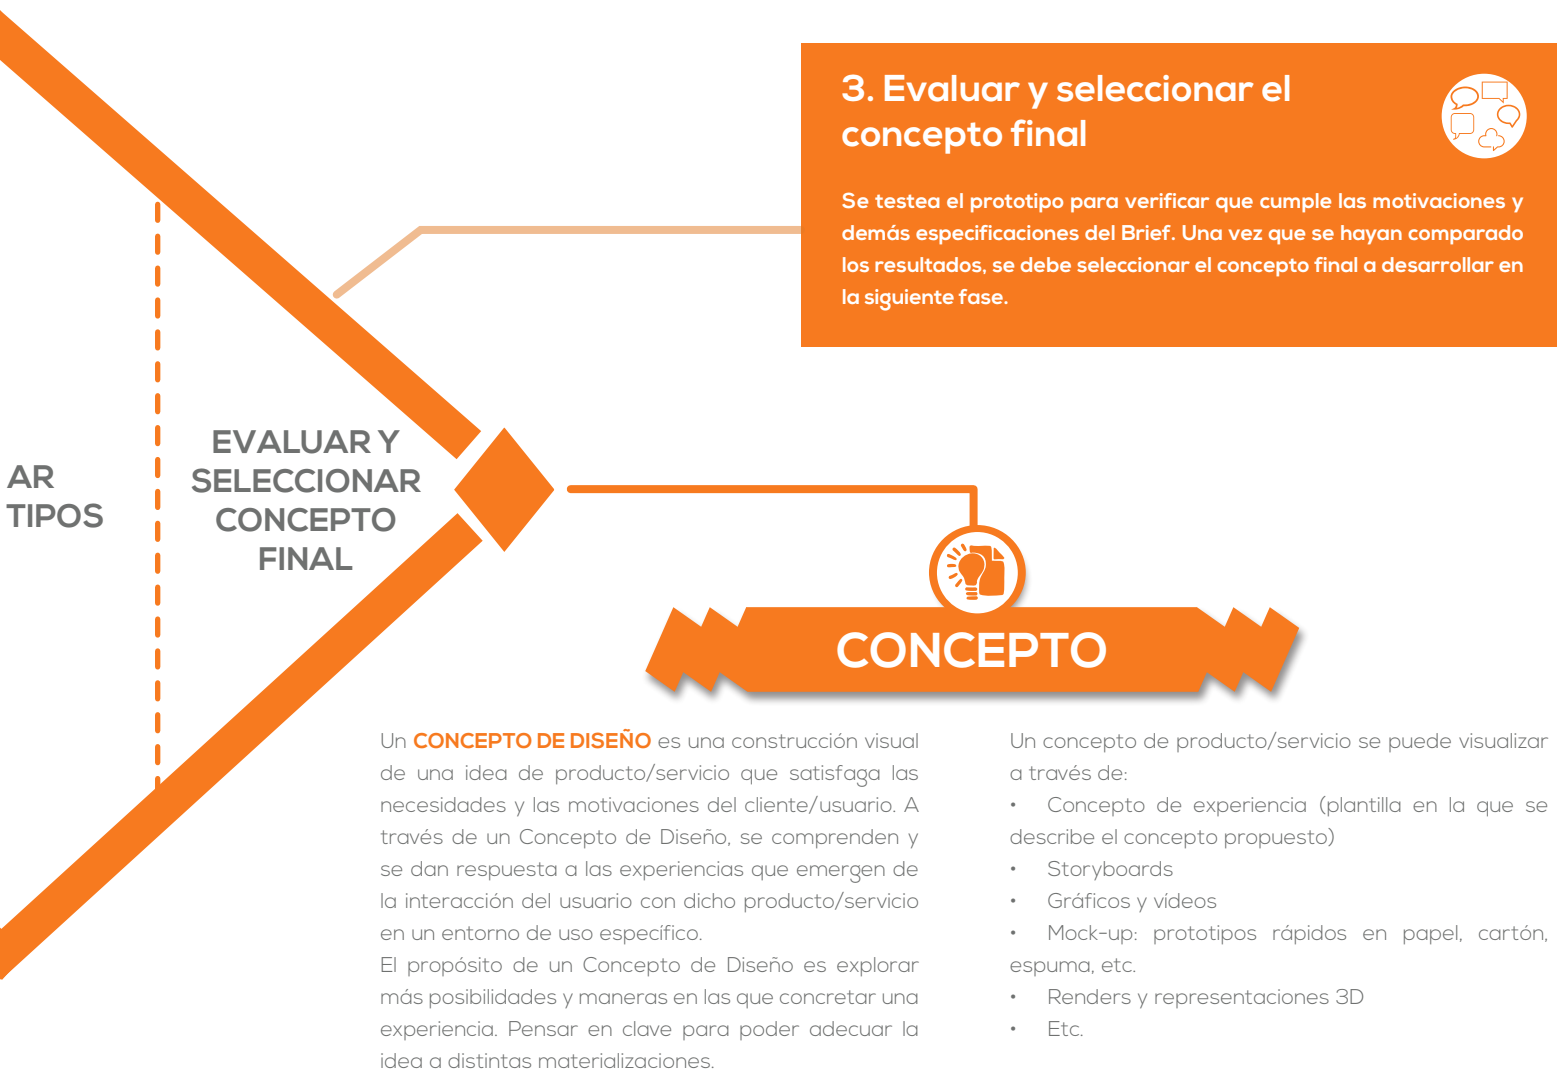 3. Evaluar y seleccionar el
concepto final
Se testea el prototipo para verificar que cumple las motivaciones y
demás especificaciones del Brief. Una vez que se hayan comparado
los resultados, se debe seleccionar el concepto final a desarrollar en
la siguiente fase.
AR
TIPOS
EVALUAR Y
SELECCIONAR
CONCEPTO
FINAL
CONCEPTO
Un CONCEPTO DE DISEÑO es una construcción visual
de una idea de producto/servicio que satisfaga las
necesidades y las motivaciones del cliente/usuario. A
través de un Concepto de Diseño, se comprenden y
se dan respuesta a las experiencias que emergen de
la interacción del usuario con dicho producto/servicio
en un entorno de uso específico.
El propósito de un Concepto de Diseño es explorar
más posibilidades y maneras en las que concretar una
experiencia. Pensar en clave para poder adecuar la
idea a distintas materializaciones.
Un concepto de producto/servicio se puede visualizar
a través de:
• Concepto de experiencia (plantilla en la que se
describe el concepto propuesto)
• Storyboards
• Gráficos y vídeos
• Mock-up: prototipos rápidos en papel, cartón,
espuma, etc.
• Renders y representaciones 3D
• Etc.